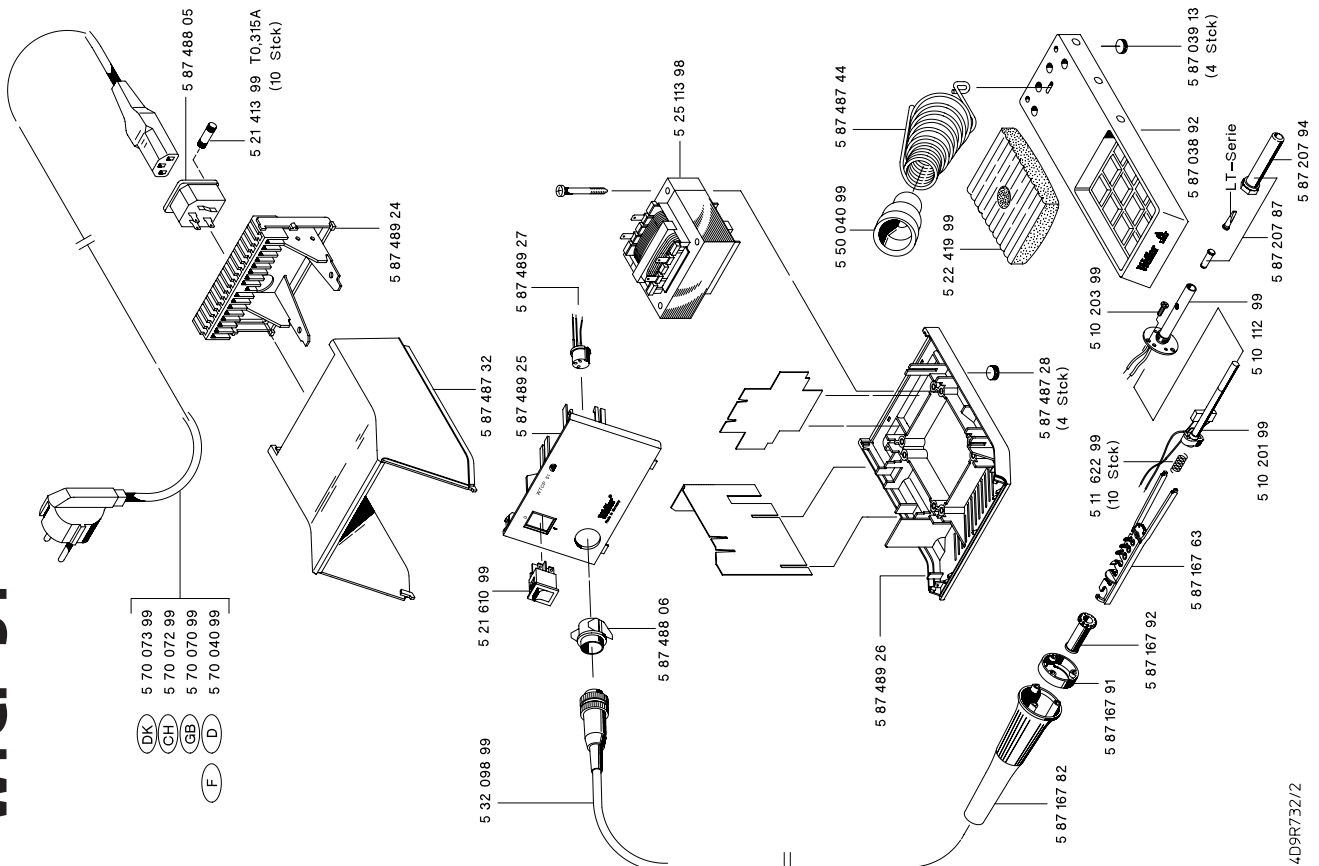 5 87 488 05
5 21 413 99 T0,315A
(10 Stck)
5 87 489 24
5 87 487 32
DK 5 70 073 99
CH 5 70 072 99
GB 5 70 070 99
F D 5 70 040 99
5 25 113 98
5 87 489 27
5 87 489 25
WTCP 51
Weller
5 21 610 99
5 87 488 06
5 32 098 99
5 87 487 28
(4 Stck)
5 87 489 26
5 87 487 44
5 50 040 99
5 22 419 99
5 87 039 13
(4 Stck)
5 87 038 92
Weller
LT-Serie
5 87 207 94
5 87 207 87
5 10 203 99
5 10 112 99
5 11 622 99
(10 Stck)
5 10 201 99
5 87 167 63
5 87 167 92
5 87 167 91
5 87 167 82
4D9R732/2